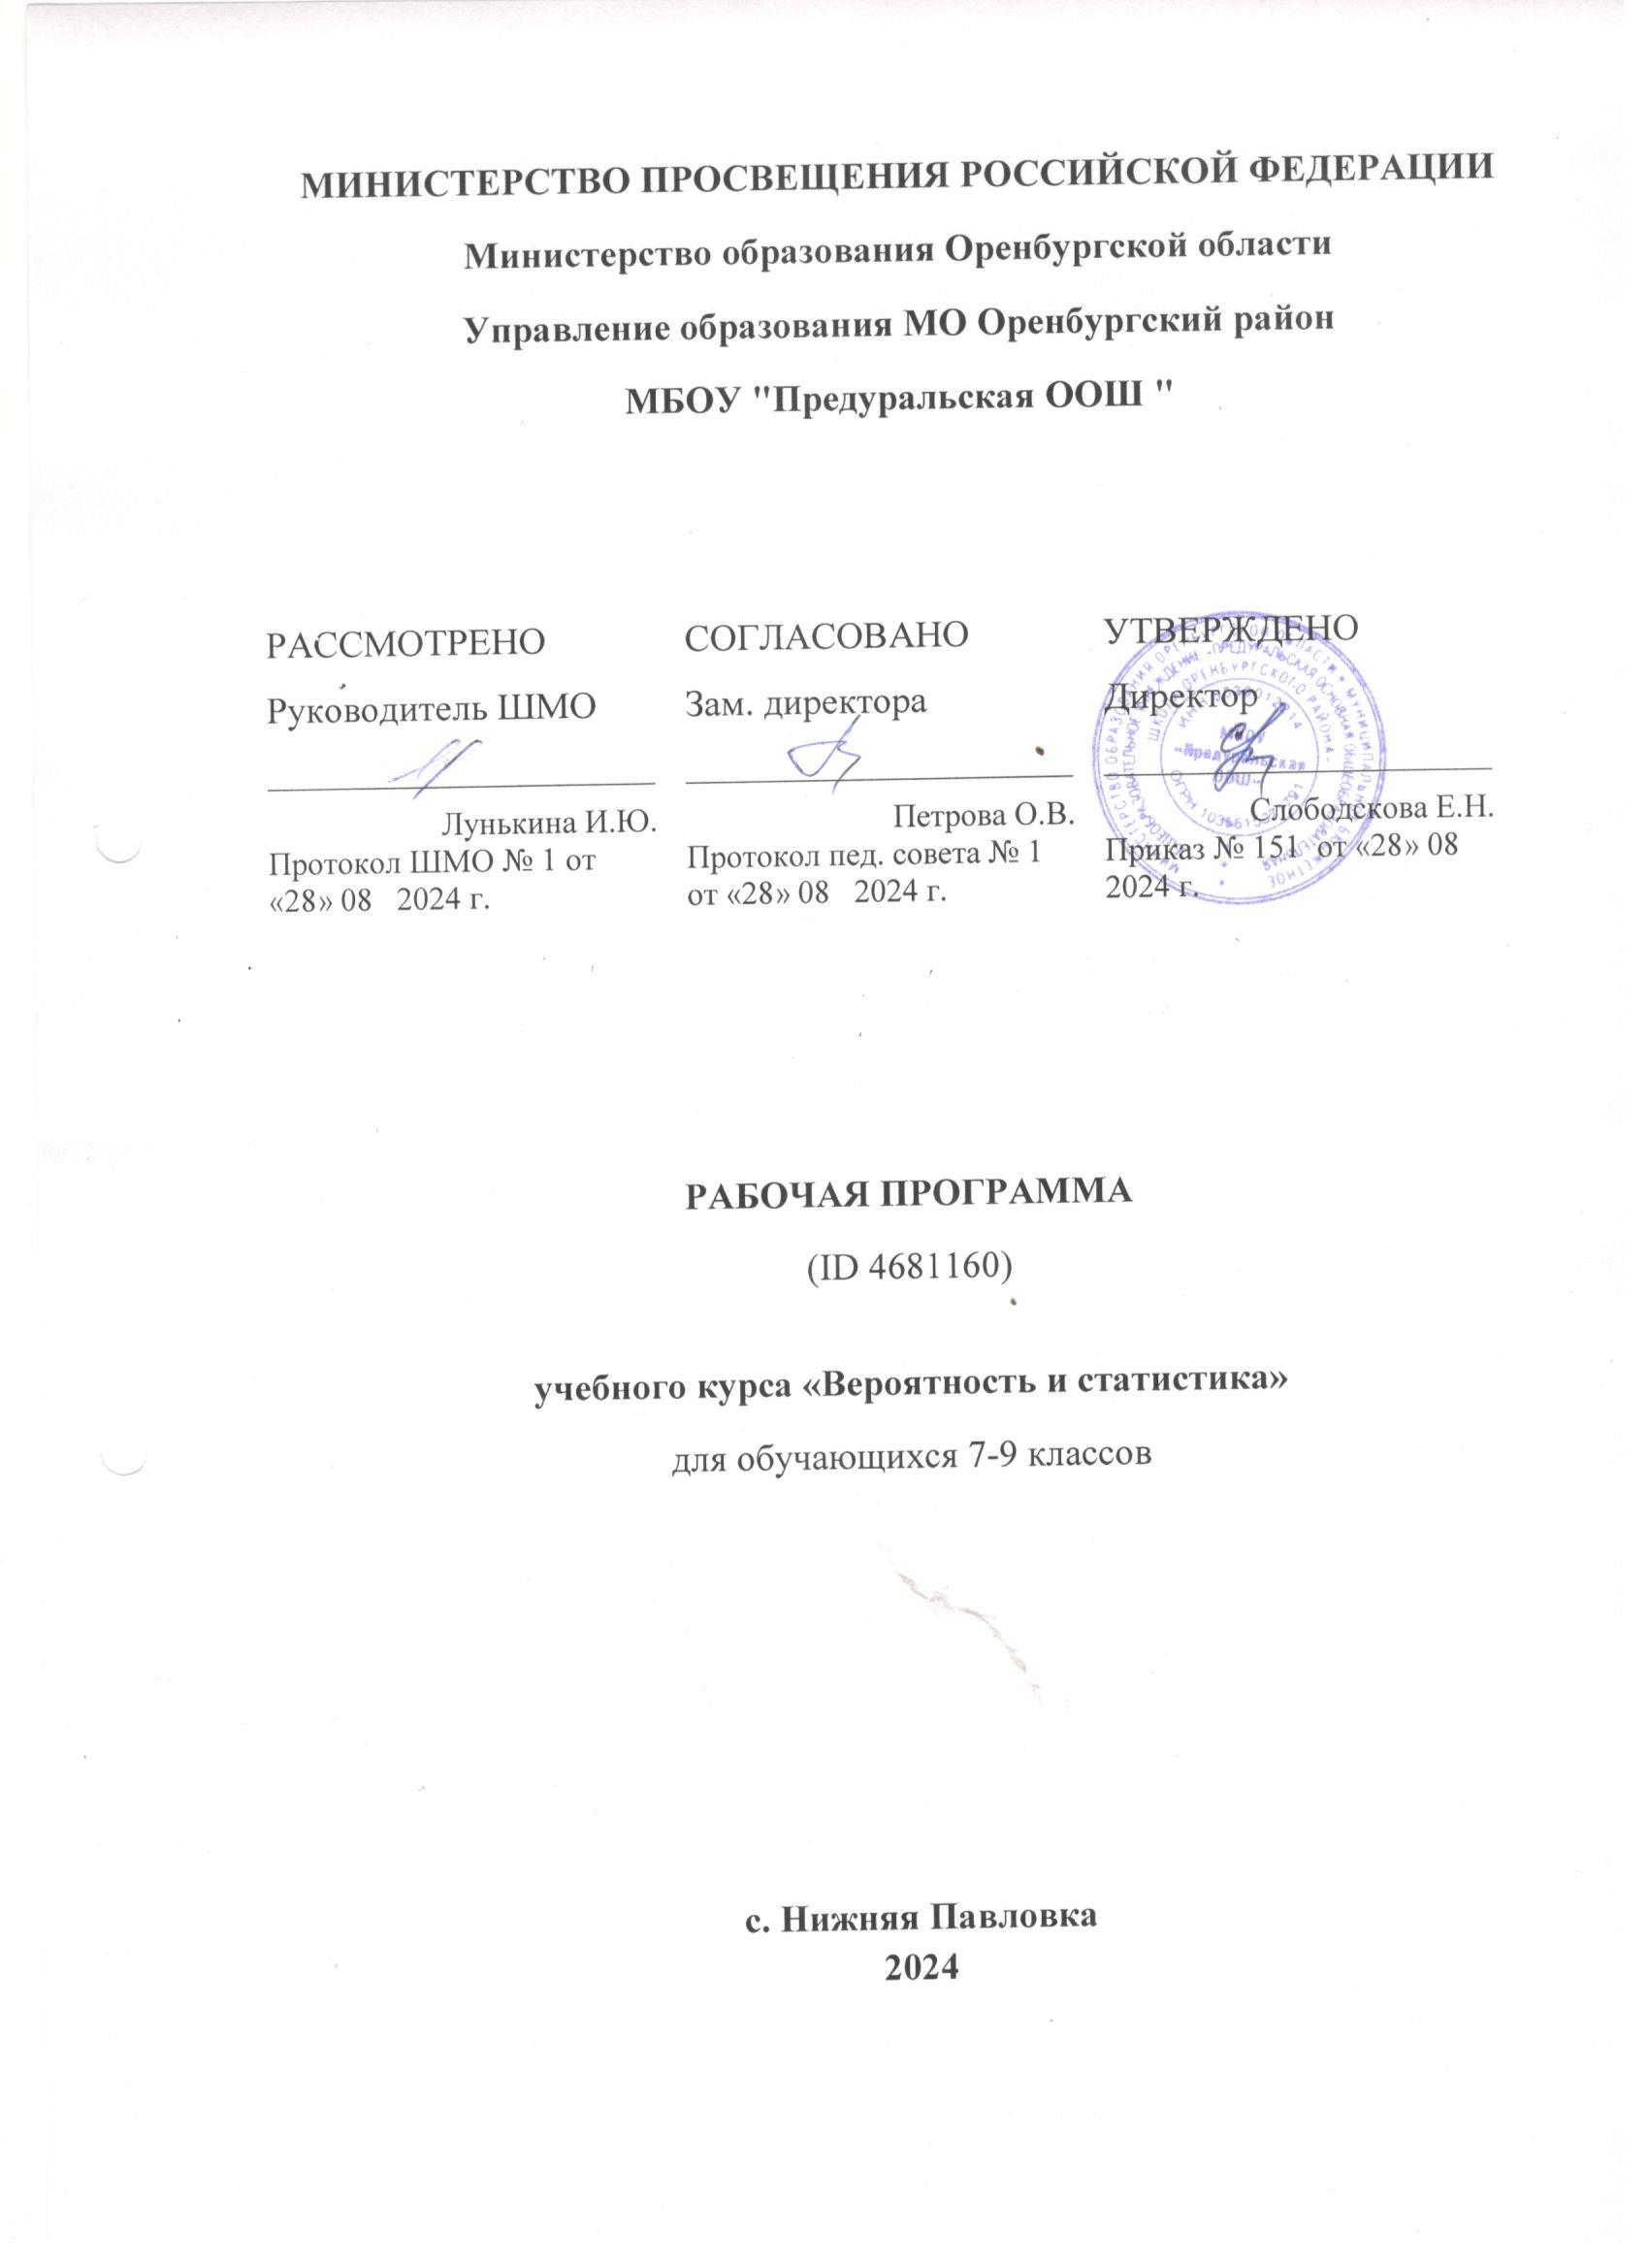 МИНИСТЕРСТВО ПРОСВЕЩЕНИЯ РОССИЙСКОЙ ФЕДЕРАЦИИ
Министерство образования Оренбургской области
Управление образования МО Оренбургский район
МБОУ "Предуральская ООШ "
РАССМОТРЕНО
Руководитель ШМО
Лунькина И.Ю.
Протокол ШМО № 1 от
«28» 08 2024 г.
СОГЛАСОВАНО
Зам. директора
Петрова О.В.
Протокол пед. совета № 1
от «28» 08 2024 г.
УТВЕРЖДЕНО
Директор
Слободскова Е.Н.
Приказ № 151 от «28» 08
2024 г.
МБОУ
"Предуральская
ООШ"
РАБОЧАЯ ПРОГРАММА
(ID 4681160)
учебного курса «Вероятность и статистика»
для обучающихся 7-9 классов
с. Нижняя Павловка
2024